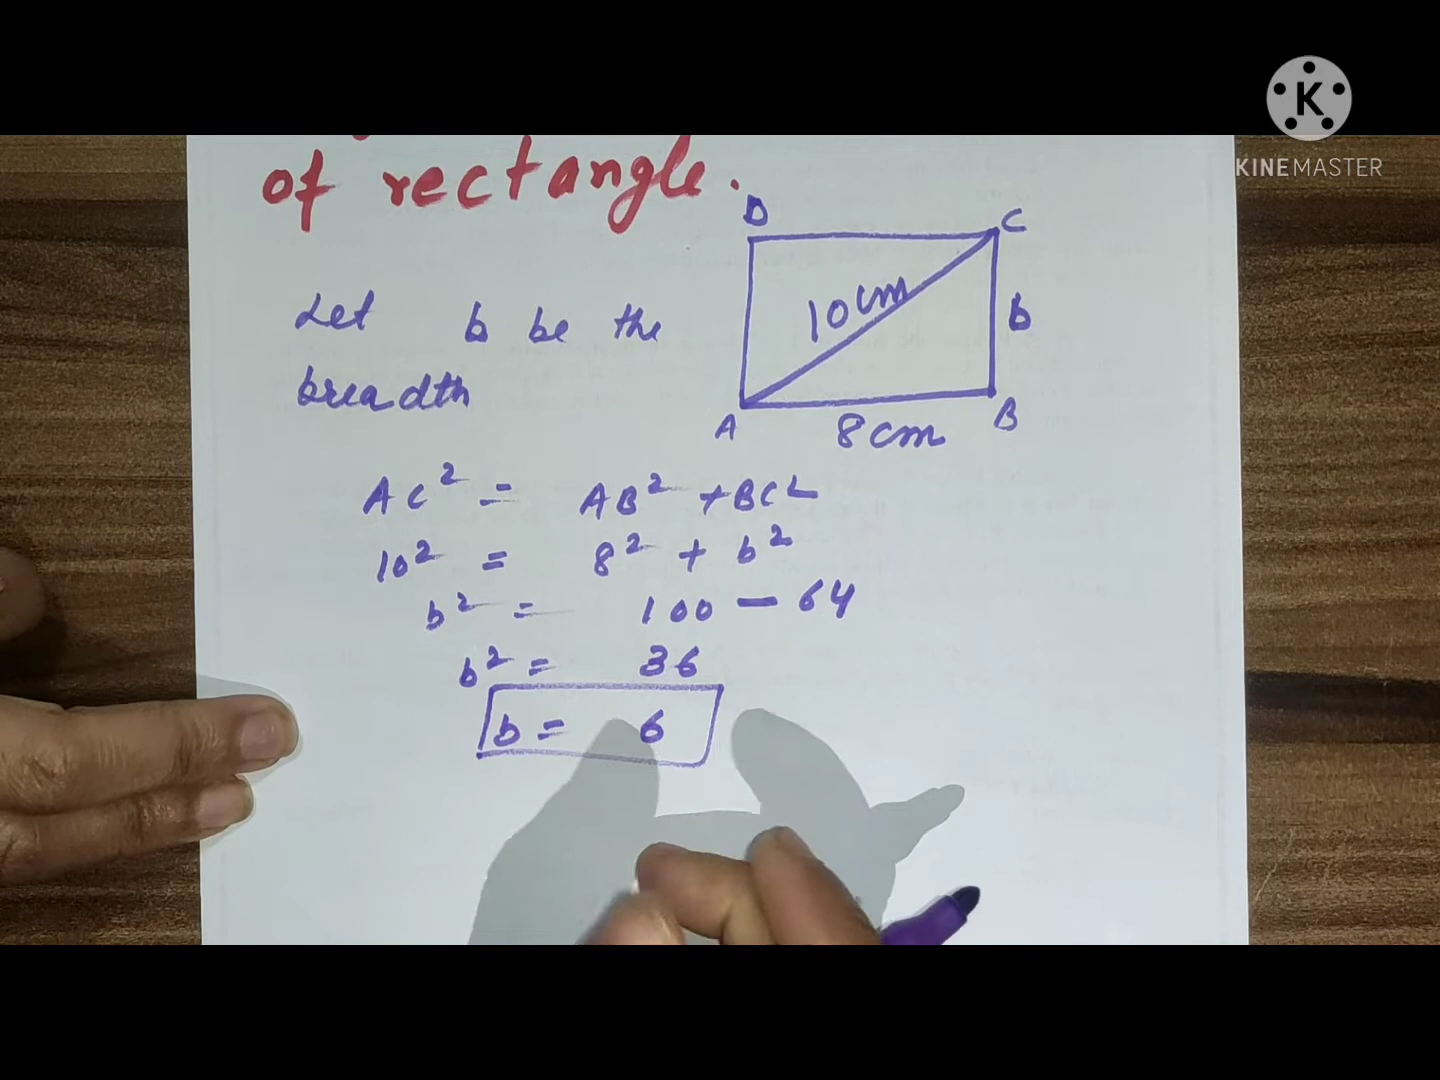 KINEMASTER
of rectangle.
D
C
Let b be the
10cm
b
breadth
A
8cm
B
AC² = AB² + BC²
10² = 8² + b²
b² = 100 - 64
b² = 36
b = 6